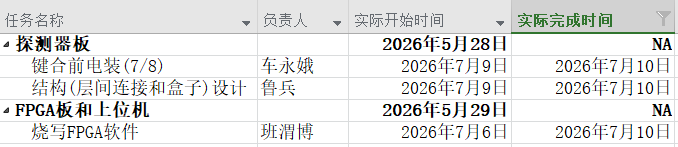 任务名称 负责人 实际开始时间 实际完成时间
探测器板 2026年5月28日 NA
键合前电装(7/8) 车永娥 2026年7月9日 2026年7月10日
结构(层间连接和盒子)设计 鲁兵 2026年7月9日 2026年7月10日
FPGA板和上位机 2026年5月29日 NA
烧写FPGA软件 班渭博 2026年7月6日 2026年7月10日